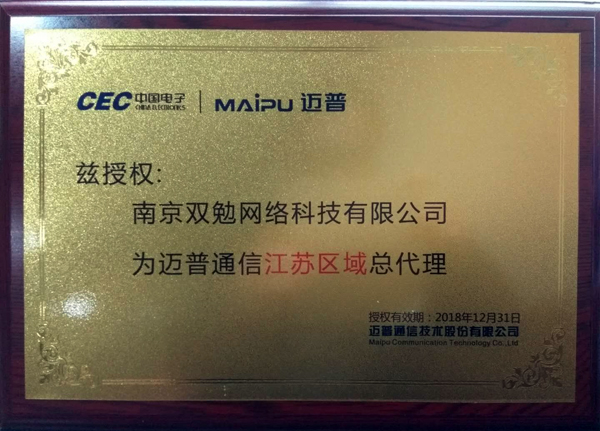 CEC 中国电子 | MAIPU 迈普
CHINA ELECTRONICS
兹授权:
南京双勉网络科技有限公司
为迈普通信江苏区域总代理
授权有效期：2018年12月31日
迈普通信技术股份有限公司
Maipu Communication Technology Co., Ltd